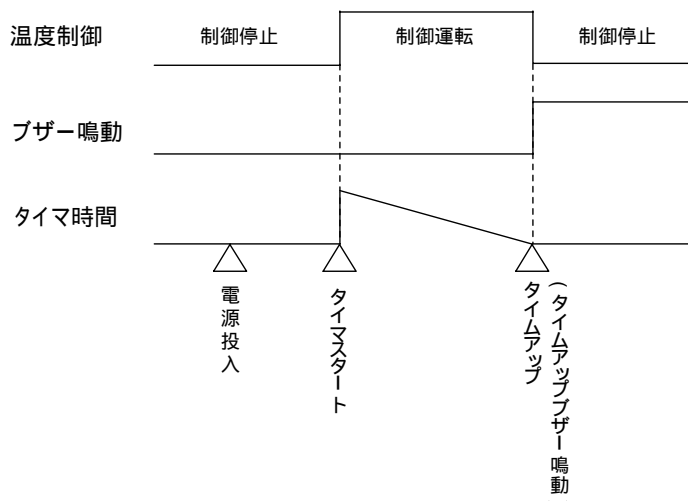 温度制御
制御停止
制御運転
制御停止
ブザー鳴動
タイマ時間
電源投入
タイマスタート
タイムアップ
(タイムアップブザー鳴動